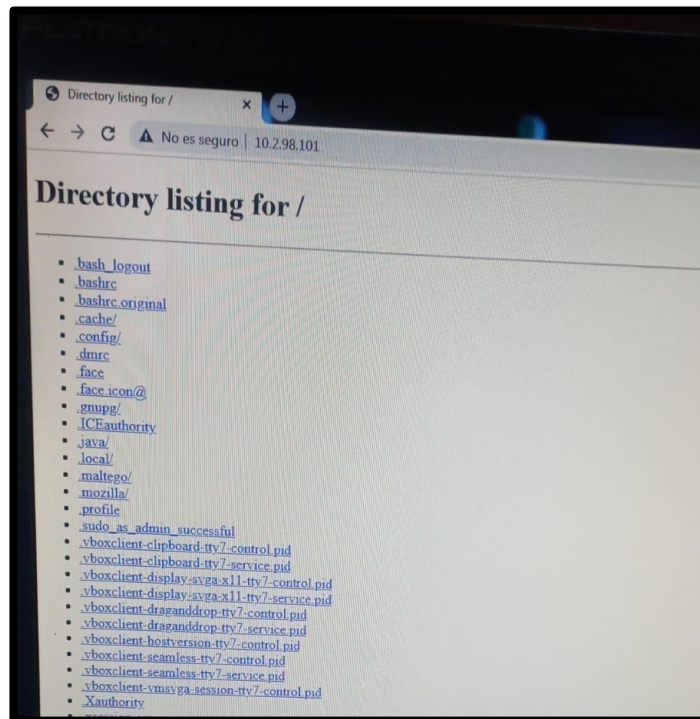 FLATRON
Directory listing for /
No es seguro | 10.2.98.101
Directory listing for /
.bash_logout
.bashrc
.bashrc.original
.cache/
.config/
.dmrc
.face
.face.icon@
.gnupg/
.ICEauthority
.java/
.local/
.maltego/
.mozilla/
.profile
.sudo_as_admin_successful
.vboxclient-clipboard-tty7-control.pid
.vboxclient-clipboard-tty7-service.pid
.vboxclient-display-svga-x11-tty7-control.pid
.vboxclient-display-svga-x11-tty7-service.pid
.vboxclient-draganddrop-tty7-control.pid
.vboxclient-draganddrop-tty7-service.pid
.vboxclient-hostversion-tty7-control.pid
.vboxclient-seamless-tty7-control.pid
.vboxclient-seamless-tty7-service.pid
.vboxclient-vmsvga-session-tty7-control.pid
.Xauthority